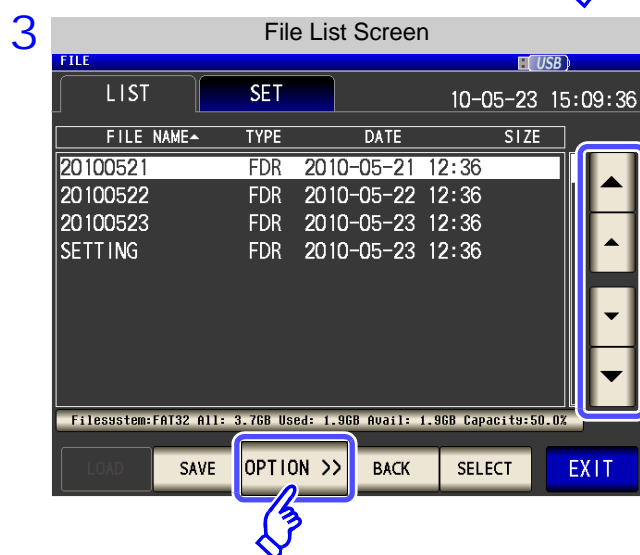 3
File List Screen
FILE USB
LIST SET 10-05-23 15:09:36
FILE NAME▲ TYPE DATE SIZE
20100521 FDR 2010-05-21 12:36
20100522 FDR 2010-05-22 12:36
20100523 FDR 2010-05-23 12:36
SETTING FDR 2010-05-23 12:36
Filesystem:FAT32 All: 3.7GB Used: 1.9GB Avail: 1.9GB Capacity:50.0%
LOAD SAVE OPTION >> BACK SELECT EXIT